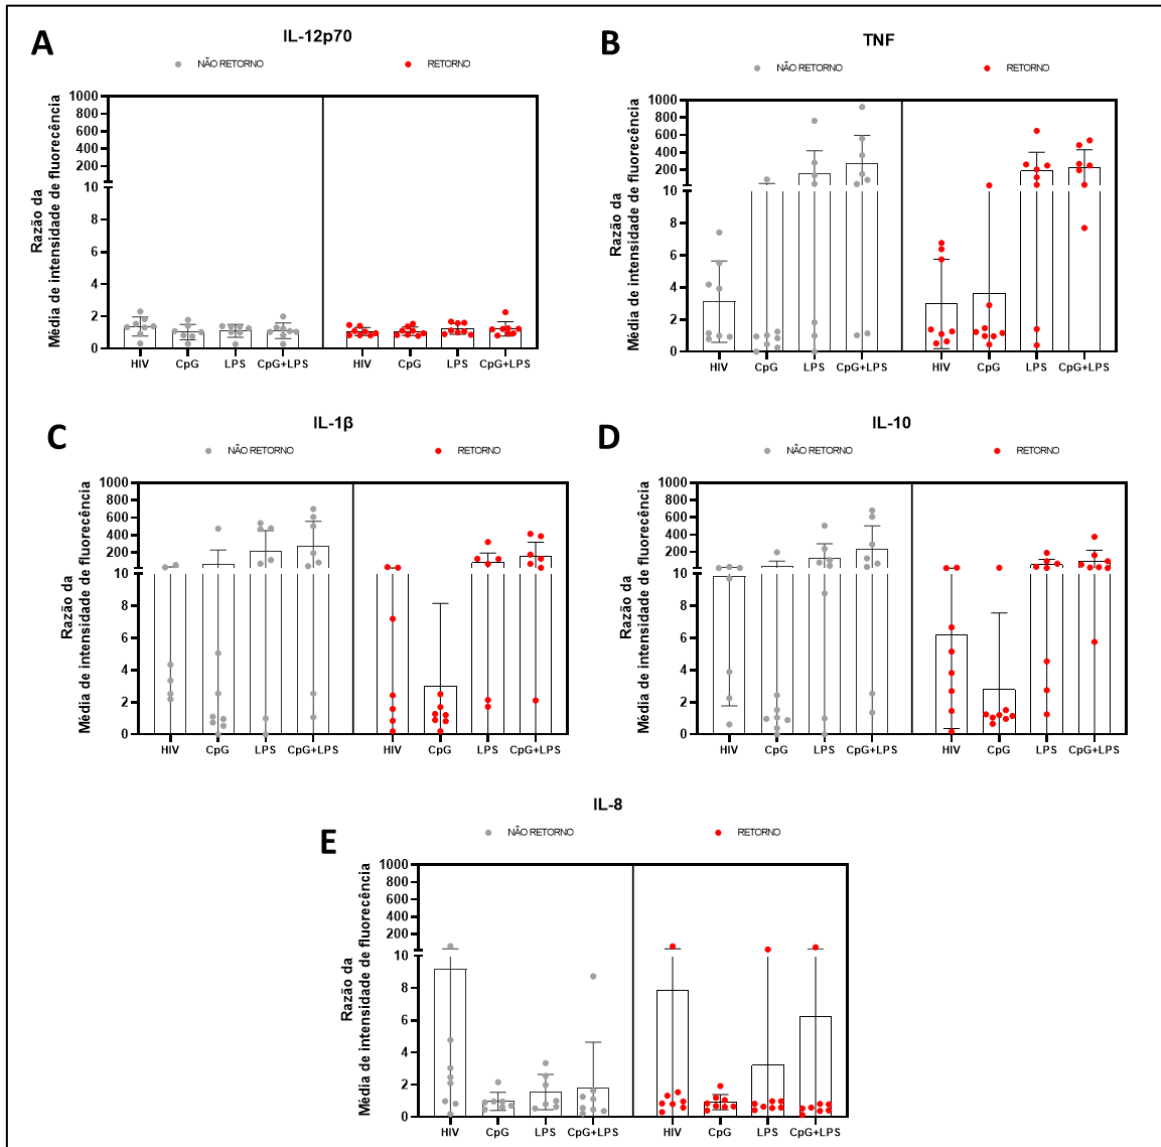 A
IL-12p70
NÃO RETORNO
RETORNO
Razão da
Média de intensidade de fluorecência
1000
800
600
400
200
10
8
6
4
2
0
HIV
CpG
LPS
CpG+LPS
HIV
CpG
LPS
CpG+LPS
B
TNF
NÃO RETORNO
RETORNO
Razão da
Média de intensidade de fluorecência
1000
800
600
400
200
10
8
6
4
2
0
HIV
CpG
LPS
CpG+LPS
HIV
CpG
LPS
CpG+LPS
C
IL-1β
NÃO RETORNO
RETORNO
Razão da
Média de intensidade de fluorecência
1000
800
600
400
200
10
8
6
4
2
0
HIV
CpG
LPS
CpG+LPS
HIV
CpG
LPS
CpG+LPS
D
IL-10
NÃO RETORNO
RETORNO
Razão da
Média de intensidade de fluorecência
1000
800
600
400
200
10
8
6
4
2
0
HIV
CpG
LPS
CpG+LPS
HIV
CpG
LPS
CpG+LPS
E
IL-8
NÃO RETORNO
RETORNO
Razão da
Média de intensidade de fluorecência
1000
800
600
400
200
10
8
6
4
2
0
HIV
CpG
LPS
CpG+LPS
HIV
CpG
LPS
CpG+LPS